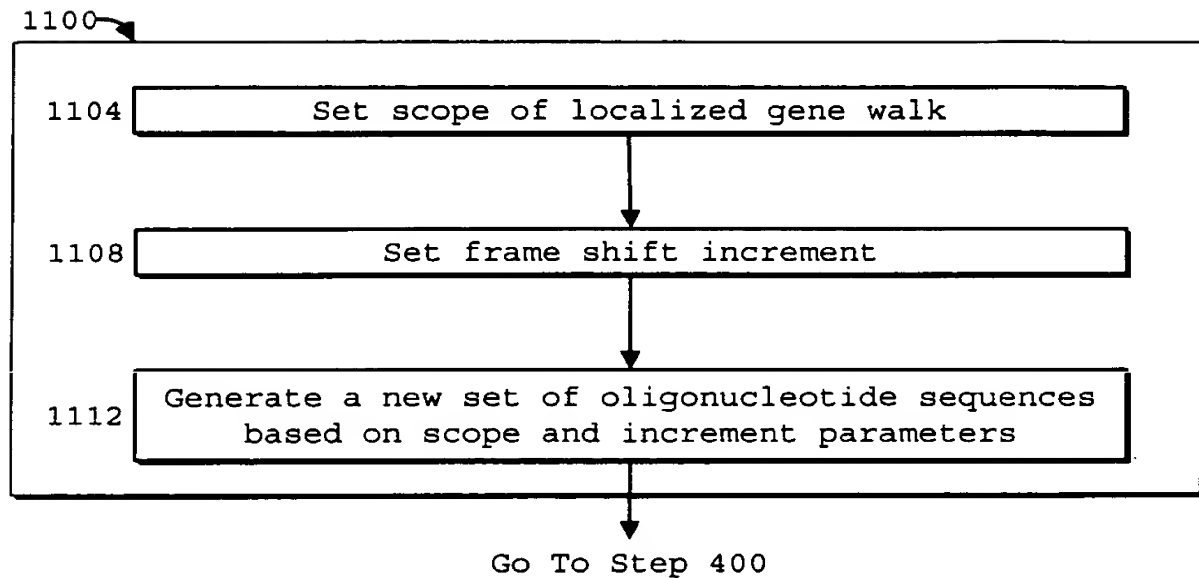 1100
1104 Set scope of localized gene walk
1108 Set frame shift increment
1112 Generate a new set of oligonucleotide sequences
based on scope and increment parameters
Go To Step 400